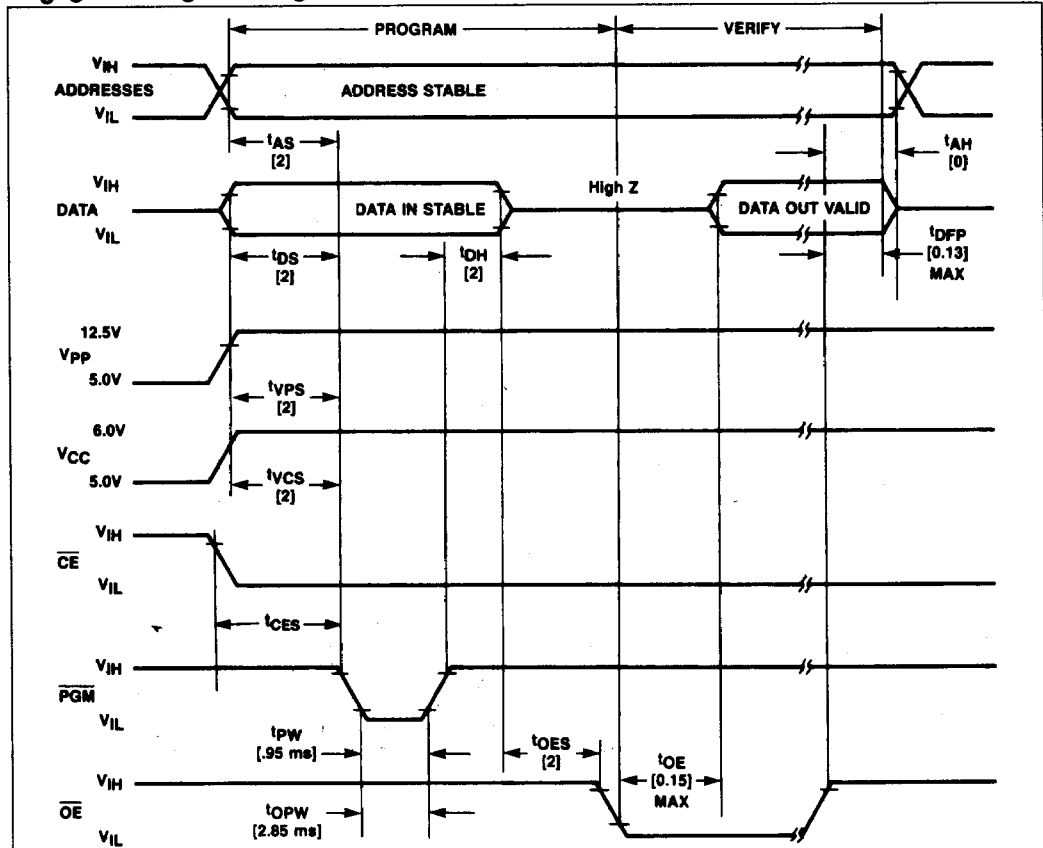 PROGRAM
VERIFY
VIH
ADDRESSES
VIL
ADDRESS STABLE
tAS
[2]
tAH
[0]
VIH
DATA
VIL
DATA IN STABLE
High Z
DATA OUT VALID
tDS
[2]
tDH
[2]
tDFP
[0.13]
MAX
12.5V
VPP
5.0V
tVPS
[2]
6.0V
VCC
5.0V
tVCS
[2]
VIH
CE
VIL
tCES
VIH
PGM
VIL
tPW
[.95 ms]
tOES
[2]
tOE
[0.15]
MAX
VIH
OE
VIL
tOPW
[2.85 ms]